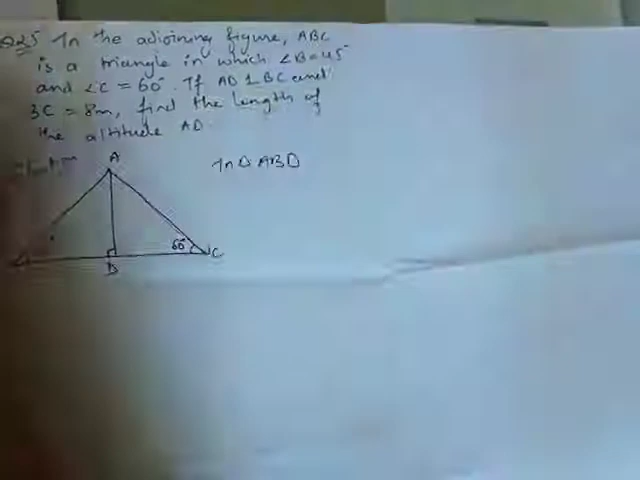 Q25 In the adjoining figure, ABC
is a triangle in which ∠B=45°
and ∠C = 60°. If AD ⊥ BC and
BC = 8m, find the length of
the altitude AD.
A
In Δ ABD
60°
C
D